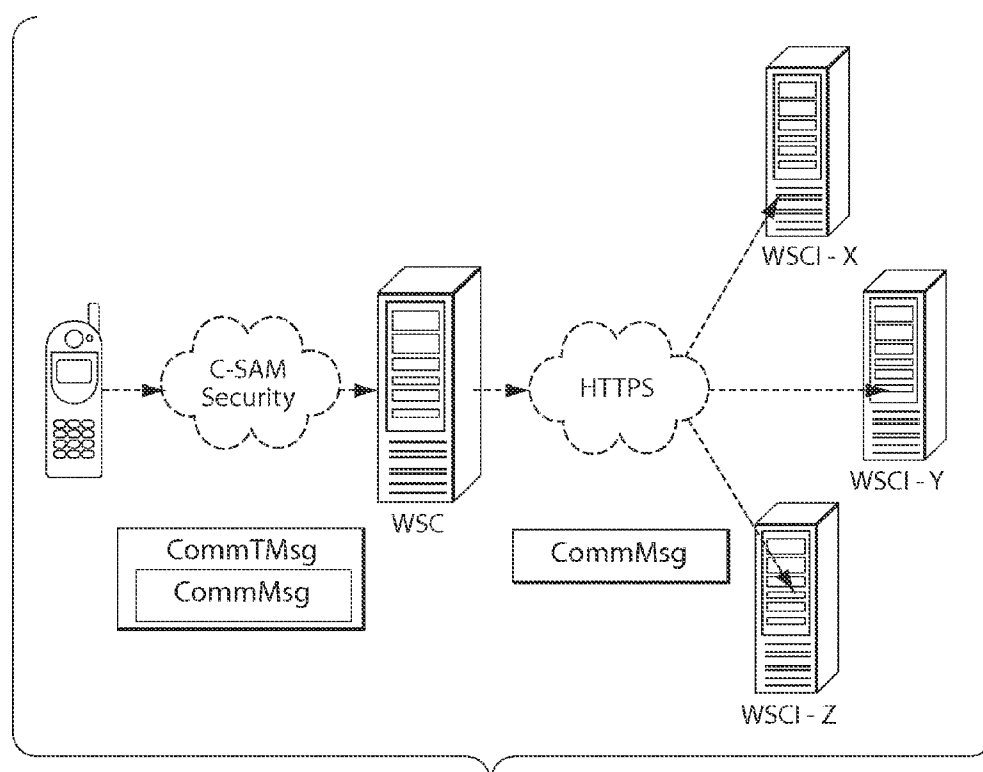 WSCI - X
C-SAM
Security
HTTPS
WSCI - Y
WSC
CommTMsg
CommMsg
CommMsg
WSCI - Z